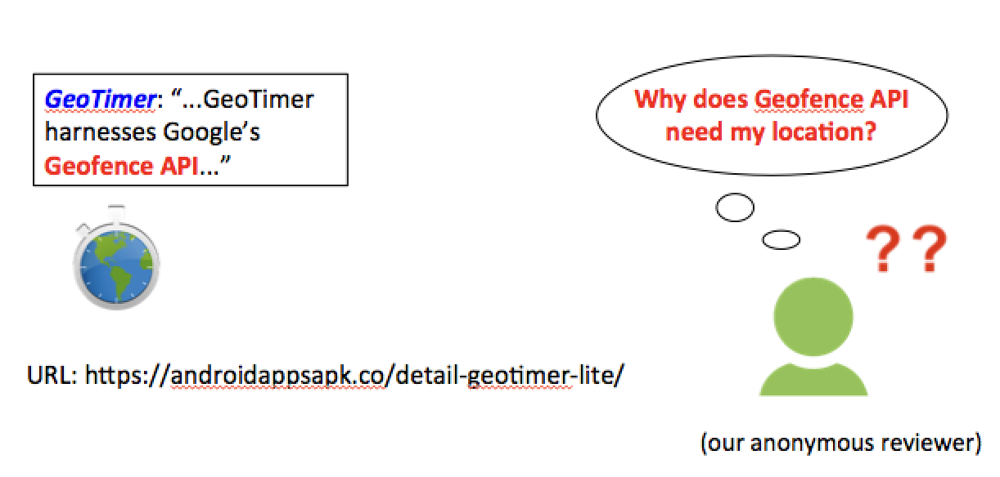 GeoTimer: “...GeoTimer
harnesses Google’s
Geofence API...”
Why does Geofence API
need my location?
??
URL: https://androidappsapk.co/detail-geotimer-lite/
(our anonymous reviewer)